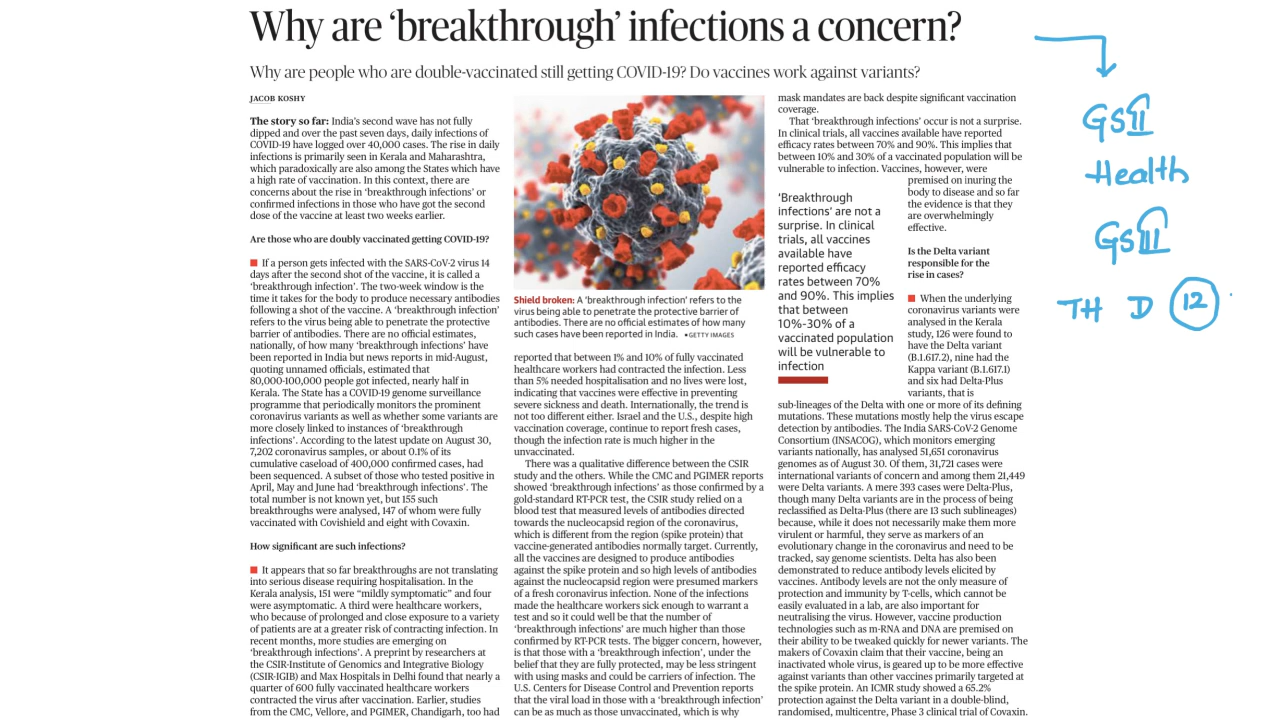 Why are ‘breakthrough’ infections a concern?
Why are people who are double-vaccinated still getting COVID-19? Do vaccines work against variants?
JACOB KOSHY
The story so far: India’s second wave has not fully
dipped and over the past seven days, daily infections of
COVID-19 have logged over 40,000 cases. The rise in daily
infections is primarily seen in Kerala and Maharashtra,
which paradoxically are also among the States which have
a high rate of vaccination. In this context, there are
concerns about the rise in ‘breakthrough infections’ or
confirmed infections in those who have got the second
dose of the vaccine at least two weeks earlier.
Are those who are doubly vaccinated getting COVID-19?
■ If a person gets infected with the SARS-CoV-2 virus 14
days after the second shot of the vaccine, it is called a
‘breakthrough infection’. The two-week window is the
time it takes for the body to produce necessary antibodies
following a shot of the vaccine. A ‘breakthrough infection’
refers to the virus being able to penetrate the protective
barrier of antibodies. There are no official estimates,
nationally, of how many ‘breakthrough infections’ have
been reported in India but news reports in mid-August,
quoting unnamed officials, estimated that
80,000-100,000 people got infected, nearly half in
Kerala. The State has a COVID-19 genome surveillance
programme that periodically monitors the prominent
coronavirus variants as well as whether some variants are
more closely linked to instances of ‘breakthrough
infections’. According to the latest update on August 30,
7,202 coronavirus samples, or about 0.1% of its
cumulative caseload of 400,000 confirmed cases, had
been sequenced. A subset of those who tested positive in
April, May and June had ‘breakthrough infections’. The
total number is not known yet, but 155 such
breakthroughs were analysed, 147 of whom were fully
vaccinated with Covishield and eight with Covaxin.
How significant are such infections?
■ It appears that so far breakthroughs are not translating
into serious disease requiring hospitalisation. In the
Kerala analysis, 151 were “mildly symptomatic” and four
were asymptomatic. A third were healthcare workers,
who because of prolonged and close exposure to a variety
of patients are at a greater risk of contracting infection. In
recent months, more studies are emerging on
‘breakthrough infections’. A preprint by researchers at
the CSIR-Institute of Genomics and Integrative Biology
(CSIR-IGIB) and Max Hospitals in Delhi found that nearly a
quarter of 600 fully vaccinated healthcare workers
contracted the virus after vaccination. Earlier, studies
from the CMC, Vellore, and PGIMER, Chandigarh, too had
Shield broken: A ‘breakthrough infection’ refers to the
virus being able to penetrate the protective barrier of
antibodies. There are no official estimates of how many
such cases have been reported in India. •GETTY IMAGES
reported that between 1% and 10% of fully vaccinated
healthcare workers had contracted the infection. Less
than 5% needed hospitalisation and no lives were lost,
indicating that vaccines were effective in preventing
severe sickness and death. Internationally, the trend is
not too different either. Israel and the U.S., despite high
vaccination coverage, continue to report fresh cases,
though the infection rate is much higher in the
unvaccinated.
There was a qualitative difference between the CSIR
study and the others. While the CMC and PGIMER reports
showed ‘breakthrough infections’ as those confirmed by a
gold-standard RT-PCR test, the CSIR study relied on a
blood test that measured levels of antibodies directed
towards the nucleocapsid region of the coronavirus,
which is different from the region (spike protein) that
vaccine-generated antibodies normally target. Currently,
all the vaccines are designed to produce antibodies
against the spike protein and so high levels of antibodies
against the nucleocapsid region were presumed markers
of a fresh coronavirus infection. None of the infections
made the healthcare workers sick enough to warrant a
test and so it could well be that the number of
‘breakthrough infections’ are much higher than those
confirmed by RT-PCR tests. The bigger concern, however,
is that those with a ‘breakthrough infection’, under the
belief that they are fully protected, may be less stringent
with using masks and could be carriers of infection. The
U.S. Centers for Disease Control and Prevention reports
that the viral load in those with a ‘breakthrough infection’
can be as much as those unvaccinated, which is why
mask mandates are back despite significant vaccination
coverage.
That ‘breakthrough infections’ occur is not a surprise.
In clinical trials, all vaccines available have reported
efficacy rates between 70% and 90%. This implies that
between 10% and 30% of a vaccinated population will be
vulnerable to infection. Vaccines, however, were
premised on inuring the
body to disease and so far
the evidence is that they
are overwhelmingly
effective.
‘Breakthrough
infections’ are not a
surprise. In clinical
trials, all vaccines
available have
reported efficacy
rates between 70%
and 90%. This implies
that between
10%-30% of a
vaccinated population
will be vulnerable to
infection
Is the Delta variant
responsible for the
rise in cases?
■ When the underlying
coronavirus variants were
analysed in the Kerala
study, 126 were found to
have the Delta variant
(B.1.617.2), nine had the
Kappa variant (B.1.617.1)
and six had Delta-Plus
variants, that is
sub-lineages of the Delta with one or more of its defining
mutations. These mutations mostly help the virus escape
detection by antibodies. The India SARS-CoV-2 Genome
Consortium (INSACOG), which monitors emerging
variants nationally, has analysed 51,651 coronavirus
genomes as of August 30. Of them, 31,721 cases were
international variants of concern and among them 21,449
were Delta variants. A mere 393 cases were Delta-Plus,
though many Delta variants are in the process of being
reclassified as Delta-Plus (there are 13 such sublineages)
because, while it does not necessarily make them more
virulent or harmful, they serve as markers of an
evolutionary change in the coronavirus and need to be
tracked, say genome scientists. Delta has also been
demonstrated to reduce antibody levels elicited by
vaccines. Antibody levels are not the only measure of
protection and immunity by T-cells, which cannot be
easily evaluated in a lab, are also important for
neutralising the virus. However, vaccine production
technologies such as m-RNA and DNA are premised on
their ability to be tweaked quickly for newer variants. The
makers of Covaxin claim that their vaccine, being an
inactivated whole virus, is geared up to be more effective
against variants than other vaccines primarily targeted at
the spike protein. An ICMR study showed a 65.2%
protection against the Delta variant in a double-blind,
randomised, multicentre, Phase 3 clinical trial of Covaxin.
GS II
Health
GS III
TH D 12